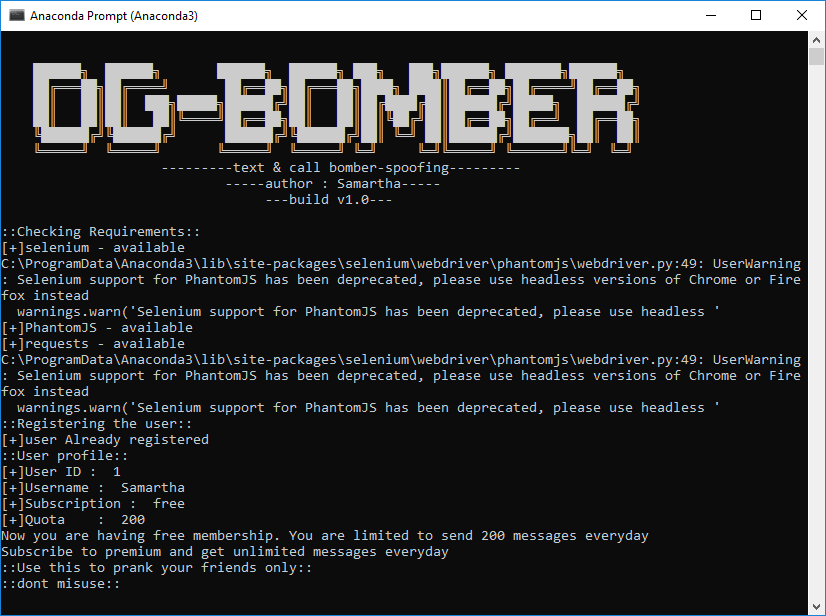 Anaconda Prompt (Anaconda3)
OG-BOMBER
---------text & call bomber-spoofing---------
-----author : Samartha-----
---build v1.0---
::Checking Requirements::
[+]selenium - available
C:\ProgramData\Anaconda3\lib\site-packages\selenium\webdriver\phantomjs\webdriver.py:49: UserWarning
: Selenium support for PhantomJS has been deprecated, please use headless versions of Chrome or Fire
fox instead
  warnings.warn('Selenium support for PhantomJS has been deprecated, please use headless '
[+]PhantomJS - available
[+]requests - available
C:\ProgramData\Anaconda3\lib\site-packages\selenium\webdriver\phantomjs\webdriver.py:49: UserWarning
: Selenium support for PhantomJS has been deprecated, please use headless versions of Chrome or Fire
fox instead
  warnings.warn('Selenium support for PhantomJS has been deprecated, please use headless '
::Registering the user::
[+]user Already registered
::User profile::
[+]User ID :  1
[+]Username :  Samartha
[+]Subscription :  free
[+]Quota    :  200
Now you are having free membership. You are limited to send 200 messages everyday
Subscribe to premium and get unlimited messages everyday
::Use this to prank your friends only::
::dont misuse::